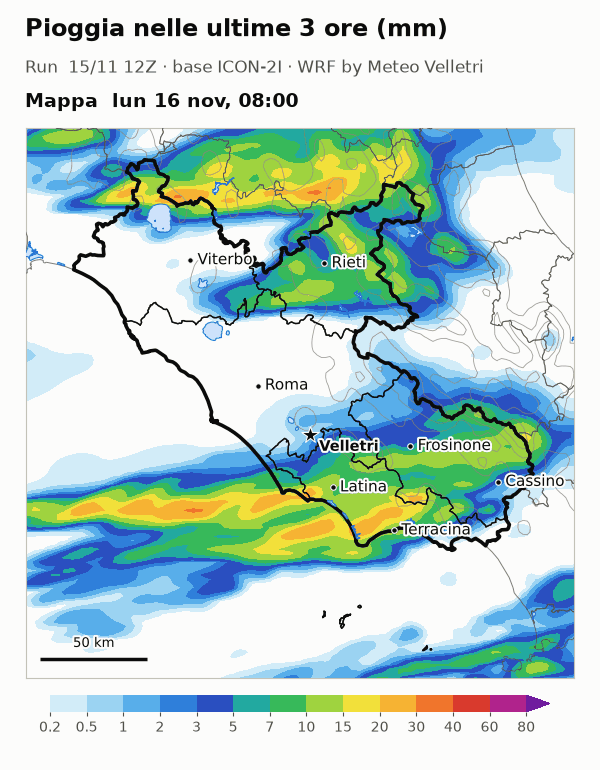 Pioggia nelle ultime 3 ore (mm)
Run 15/11 12Z · base ICON-2I · WRF by Meteo Velletri
Mappa lun 16 nov, 08:00
Viterbo
Rieti
Roma
Velletri
Frosinone
Latina
Cassino
Terracina
50 km
0.2 0.5 1 2 3 5 7 10 15 20 30 40 60 80